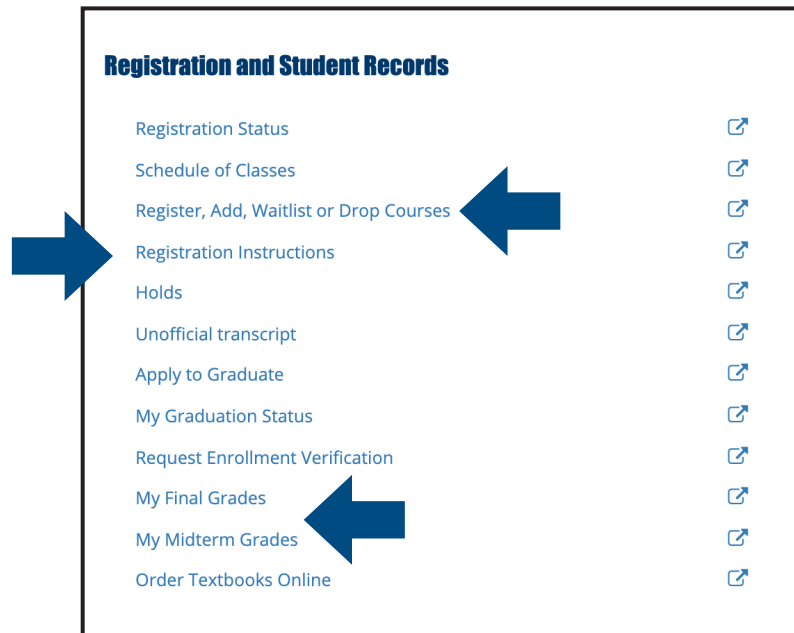 Registration and Student Records
Registration Status
Schedule of Classes
Register, Add, Waitlist or Drop Courses
Registration Instructions
Holds
Unofficial transcript
Apply to Graduate
My Graduation Status
Request Enrollment Verification
My Final Grades
My Midterm Grades
Order Textbooks Online